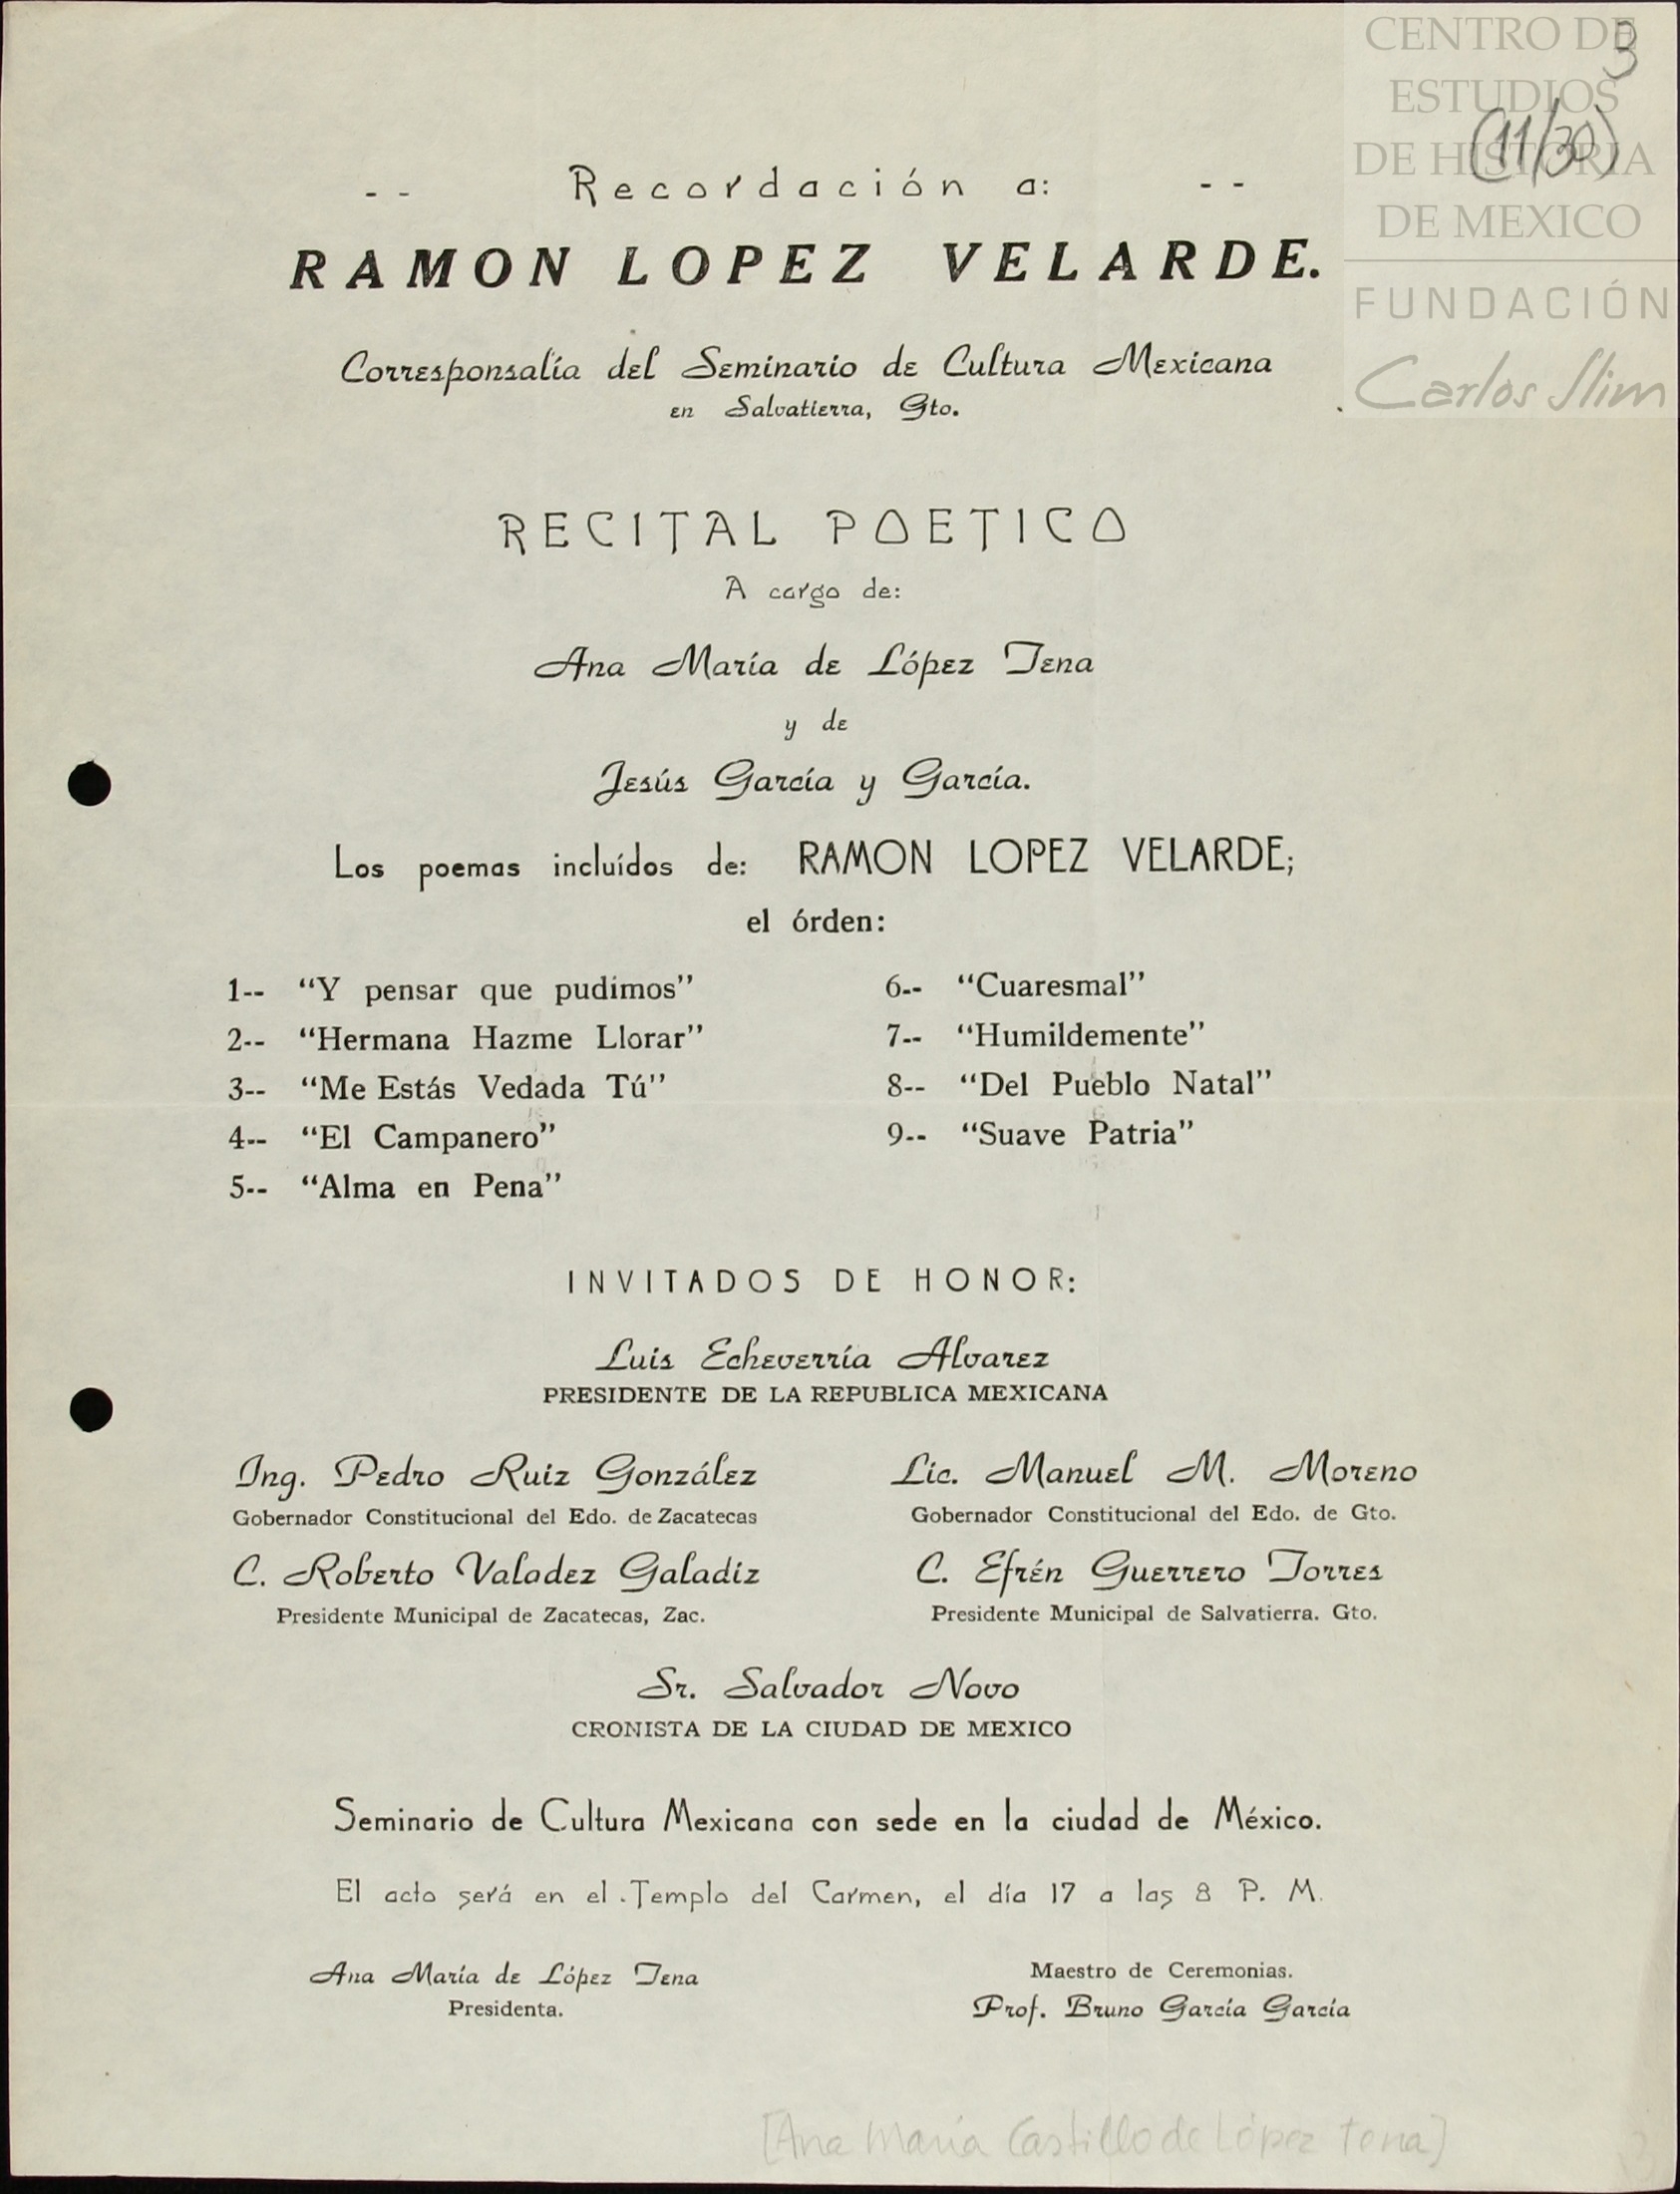 CENTRO DE
ESTUDIOS
DE HISTORIA
DE MEXICO
FUNDACIÓN
Carlos Slim
3
(11/30)
-- Recordación a: --
RAMON LOPEZ VELARDE.
Corresponsalía del Seminario de Cultura Mexicana
en Salvatierra, Gto.
RECITAL POETICO
A cargo de:
Ana María de López Tena
y de
Jesús García y García.
Los poemas incluídos de: RAMON LOPEZ VELARDE;
el órden:
1-- “Y pensar que pudimos”
2-- “Hermana Hazme Llorar”
3-- “Me Estás Vedada Tú”
4-- “El Campanero”
5-- “Alma en Pena”
6-- “Cuaresmal”
7-- “Humildemente”
8-- “Del Pueblo Natal”
9-- “Suave Patria”
INVITADOS DE HONOR:
Luis Echeverría Alvarez
PRESIDENTE DE LA REPUBLICA MEXICANA
Ing. Pedro Ruiz González
Gobernador Constitucional del Edo. de Zacatecas
C. Roberto Valadez Galadiz
Presidente Municipal de Zacatecas, Zac.
Lic. Manuel M. Moreno
Gobernador Constitucional del Edo. de Gto.
C. Efrén Guerrero Torres
Presidente Municipal de Salvatierra. Gto.
Sr. Salvador Novo
CRONISTA DE LA CIUDAD DE MEXICO
Seminario de Cultura Mexicana con sede en la ciudad de México.
El acto será en el .Templo del Carmen, el día 17 a las 8 P. M.
Ana María de López Tena
Presidenta.
Maestro de Ceremonias.
Prof. Bruno García García
[Ana María Castillo de López Tena]